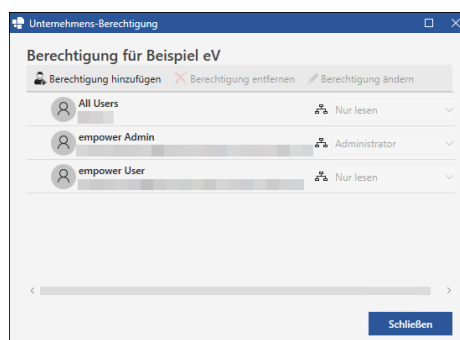 Unternehmens-Berechtigung
Berechtigung für Beispiel eV
Berechtigung hinzufügen Berechtigung entfernen Berechtigung ändern
All Users
Nur lesen
empower Admin
Administrator
empower User
Nur lesen
Schließen